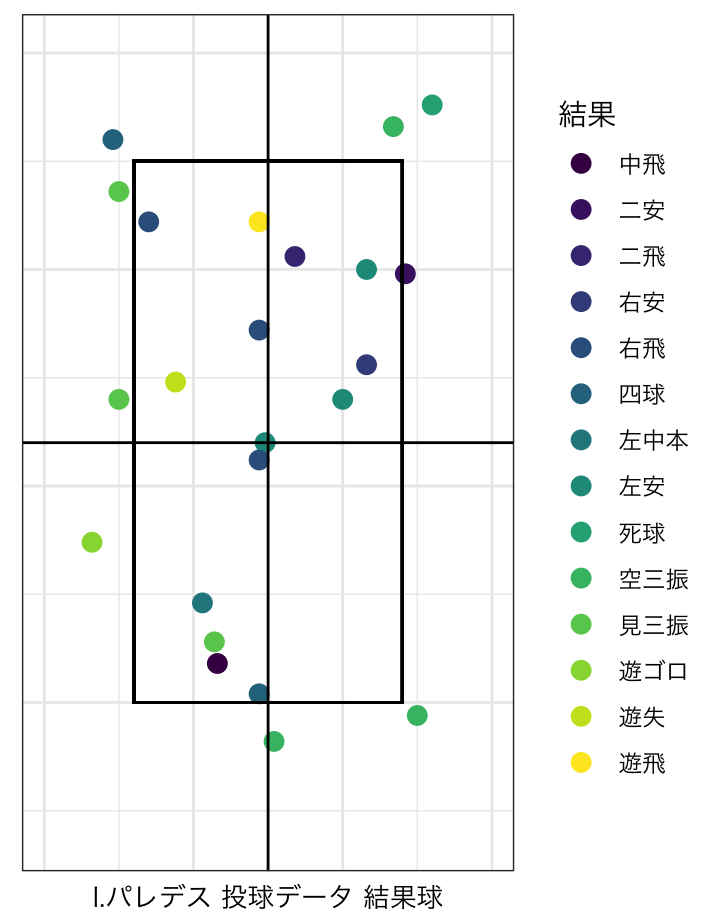 結果
中飛
二安
二飛
右安
右飛
四球
左中本
左安
死球
空三振
見三振
遊ゴロ
遊失
遊飛
I.パレデス 投球データ 結果球